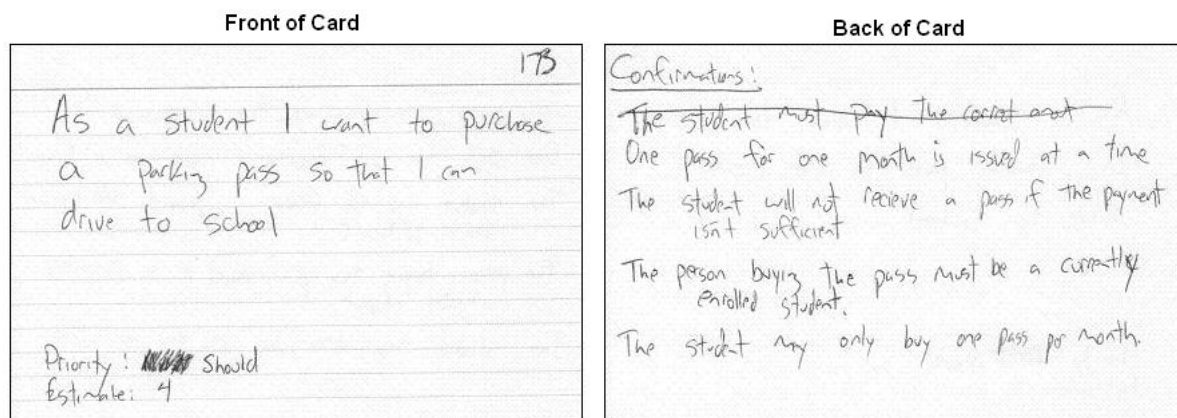 Front of Card
173
As a student I want to purchase
a parking pass so that I can
drive to school
Priority: Should
Estimate: 4
Back of Card
Confirmations:
The student must pay the corret amot
One pass for one month is issued at a time
The student will not recieve a pass if the payment
isn't sufficient
The person buying the pass must be a currently
enrolled student.
The student may only buy one pass per month.